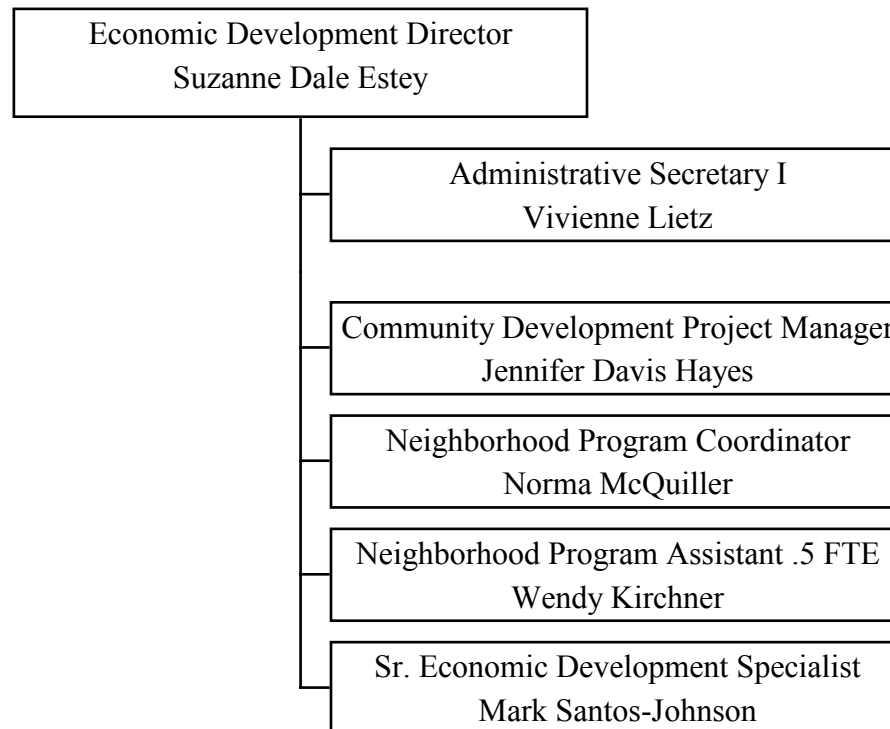 Economic Development Director
Suzanne Dale Estey
Administrative Secretary I
Vivienne Lietz
Community Development Project Manager
Jennifer Davis Hayes
Neighborhood Program Coordinator
Norma McQuiller
Neighborhood Program Assistant .5 FTE
Wendy Kirchner
Sr. Economic Development Specialist
Mark Santos-Johnson